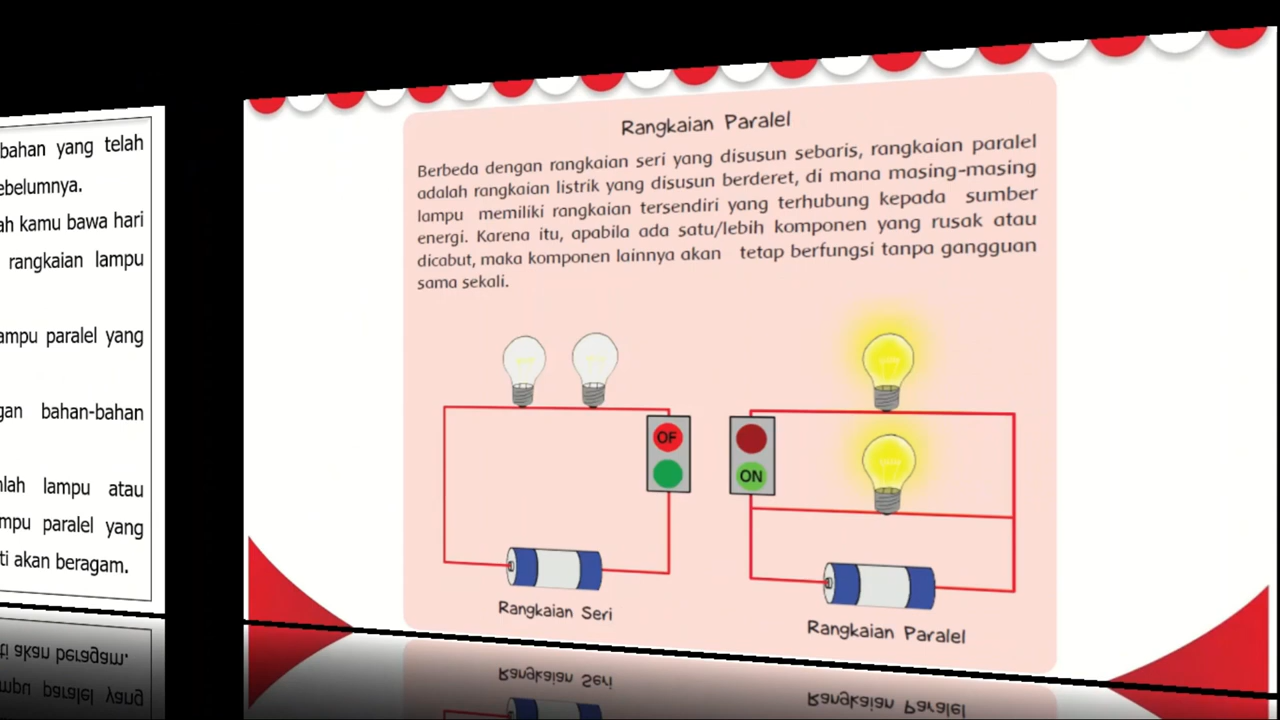 bahan yang telah
ebelumnya.
ah kamu bawa hari
rangkaian lampu
ampu paralel yang
gan bahan-bahan
nlah lampu atau
mpu paralel yang
ti akan beragam.
Rangkaian Paralel
Berbeda dengan rangkaian seri yang disusun sebaris, rangkaian paralel
adalah rangkaian listrik yang disusun berderet, di mana masing-masing
lampu memiliki rangkaian tersendiri yang terhubung kepada sumber
energi. Karena itu, apabila ada satu/lebih komponen yang rusak atau
dicabut, maka komponen lainnya akan tetap berfungsi tanpa gangguan
sama sekali.
OF
ON
Rangkaian Seri
Rangkaian Paralel